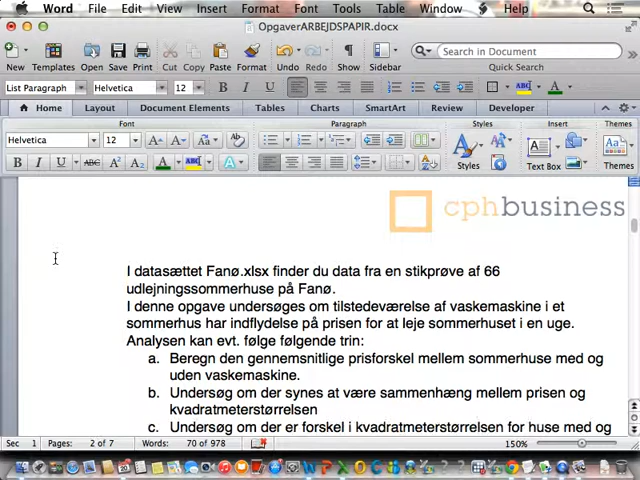 Word File Edit View Insert Format Font Tools Table Window
OpgaverARBEJDSPAPIR.docx
Search in Document
New Templates Open Save Print Cut Copy Paste Format Undo Redo Show Sidebar Quick Search
List Paragraph Helvetica 12 B I U
Home Layout Document Elements Tables Charts SmartArt Review Developer
Font Paragraph Styles Insert Themes
Helvetica 12 A A Aa
B I U ABC A² A₂ A ABC A Styles Text Box Themes
cphbusiness
I datasættet Fanø.xlsx finder du data fra en stikprøve af 66
udlejningssommerhuse på Fanø.
I denne opgave undersøges om tilstedeværelse af vaskemaskine i et
sommerhus har indflydelse på prisen for at leje sommerhuset i en uge.
Analysen kan evt. følge følgende trin:
a. Beregn den gennemsnitlige prisforskel mellem sommerhuse med og
uden vaskemaskine.
b. Undersøg om der synes at være sammenhæng mellem prisen og
kvadratmeterstørrelsen
c. Undersøg om der er forskel i kvadratmeterstørrelsen for huse med og
Sec 1 Pages: 2 of 7 Words: 70 of 978 150%